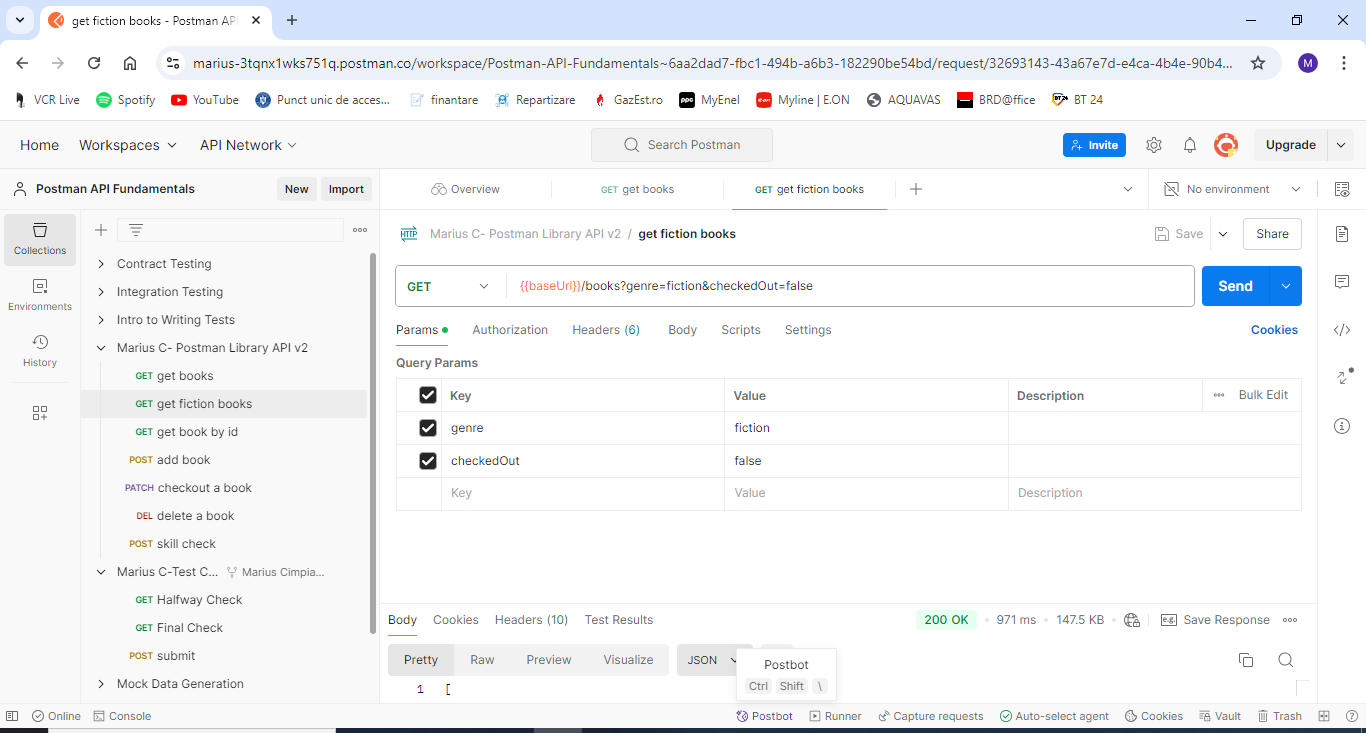 get fiction books - Postman API
marius-3tqnx1wks751q.postman.co/workspace/Postman-API-Fundamentals~6aa2dad7-fbc1-494b-a6b3-182290be54bd/request/32693143-43a67e7d-e4ca-4b4e-90b4...
M
VCR Live Spotify YouTube Punct unic de acces... finantare Repartizare GazEst.ro MyEnel Myline | E.ON AQUAVAS BRD@ffice BT 24
Home Workspaces API Network Search Postman Invite Upgrade
Postman API Fundamentals New Import Overview GET get books GET get fiction books No environment
Collections
Environments
History
Contract Testing
Integration Testing
Intro to Writing Tests
Marius C- Postman Library API v2
GET get books
GET get fiction books
GET get book by id
POST add book
PATCH checkout a book
DEL delete a book
POST skill check
Marius C-Test C... Marius Cimpia...
GET Halfway Check
GET Final Check
POST submit
Mock Data Generation
HTTP Marius C- Postman Library API v2 / get fiction books Save Share
GET {{baseUrl}}/books?genre=fiction&checkedOut=false Send
Params Authorization Headers (6) Body Scripts Settings Cookies
Query Params
Key Value Description Bulk Edit
genre fiction
checkedOut false
Key Value Description
Body Cookies Headers (10) Test Results 200 OK 971 ms 147.5 KB e.g. Save Response
Pretty Raw Preview Visualize JSON
Postbot
Ctrl Shift \
1 [
Online Console Postbot Runner Capture requests Auto-select agent Cookies Vault Trash